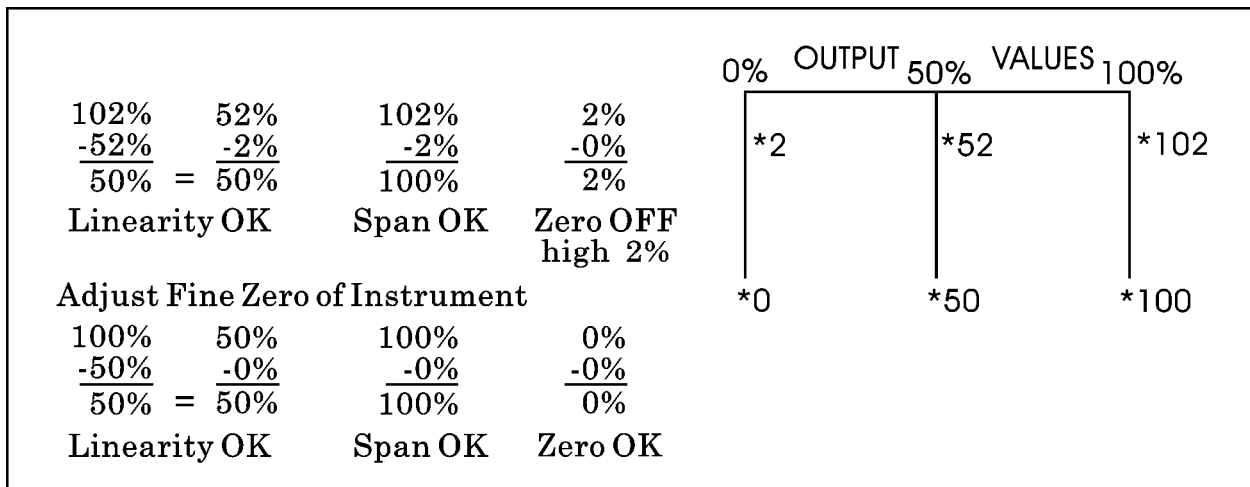 102% 52% 102% 2%
-52% -2% -2% -0%
50% = 50% 100% 2%
Linearity OK Span OK Zero OFF
high 2%
Adjust Fine Zero of Instrument
100% 50% 100% 0%
-50% -0% -0% -0%
50% = 50% 100% 0%
Linearity OK Span OK Zero OK
0% OUTPUT 50% VALUES 100%
*2 *52 *102
*0 *50 *100